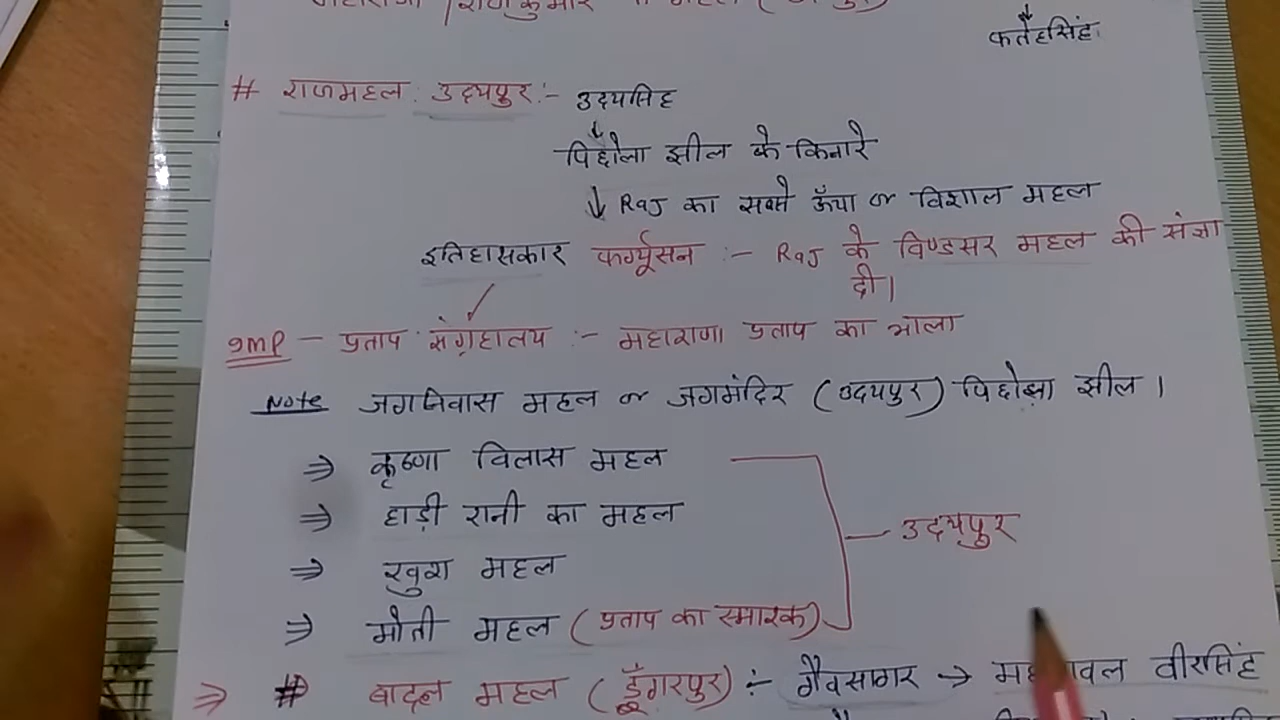 महल (
फतेहसिंह
# राजमहल उदयपुर :- उदयसिंह
↓
पिछोला झील के किनारे
↓ Raj का सबसे ऊँचा or विशाल महल
इतिहासकार फर्ग्यूसन :- Raj के विण्डसर महल की संज्ञा
दी।
Imp - प्रताप संग्रहालय :- महाराणा प्रताप का भाला
Note जगनिवास महल or जगमंदिर (उदयपुर) पिछोला झील ।
⇒ कृष्णा विलास महल
⇒ हाड़ी रानी का महल
— उदयपुर
⇒ खुश महल
⇒ मोती महल (प्रताप का स्मारक)
⇒ # बादल महल (डूँगरपुर) :- गैवसागर → वीरसिंह